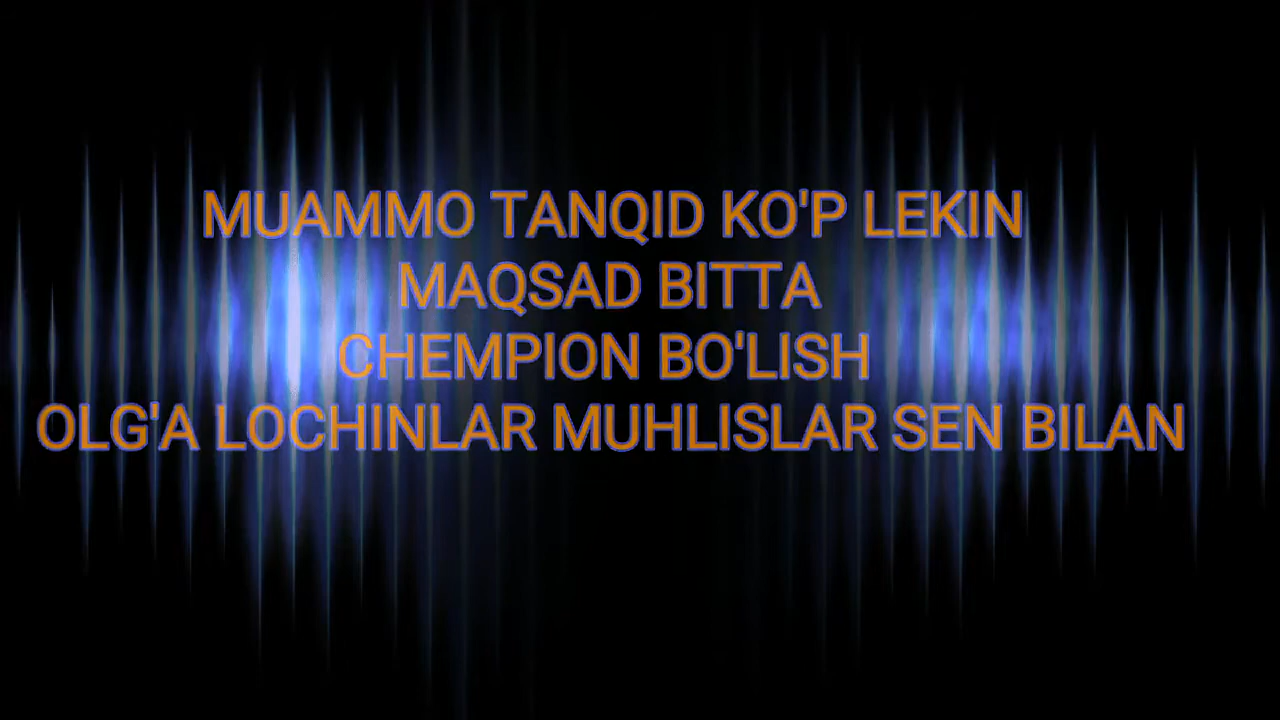 MUAMMO TANQID KO'P LEKIN
MAQSAD BITTA
CHEMPION BO'LISH
OLG'A LOCHINLAR MUHLISLAR SEN BILAN